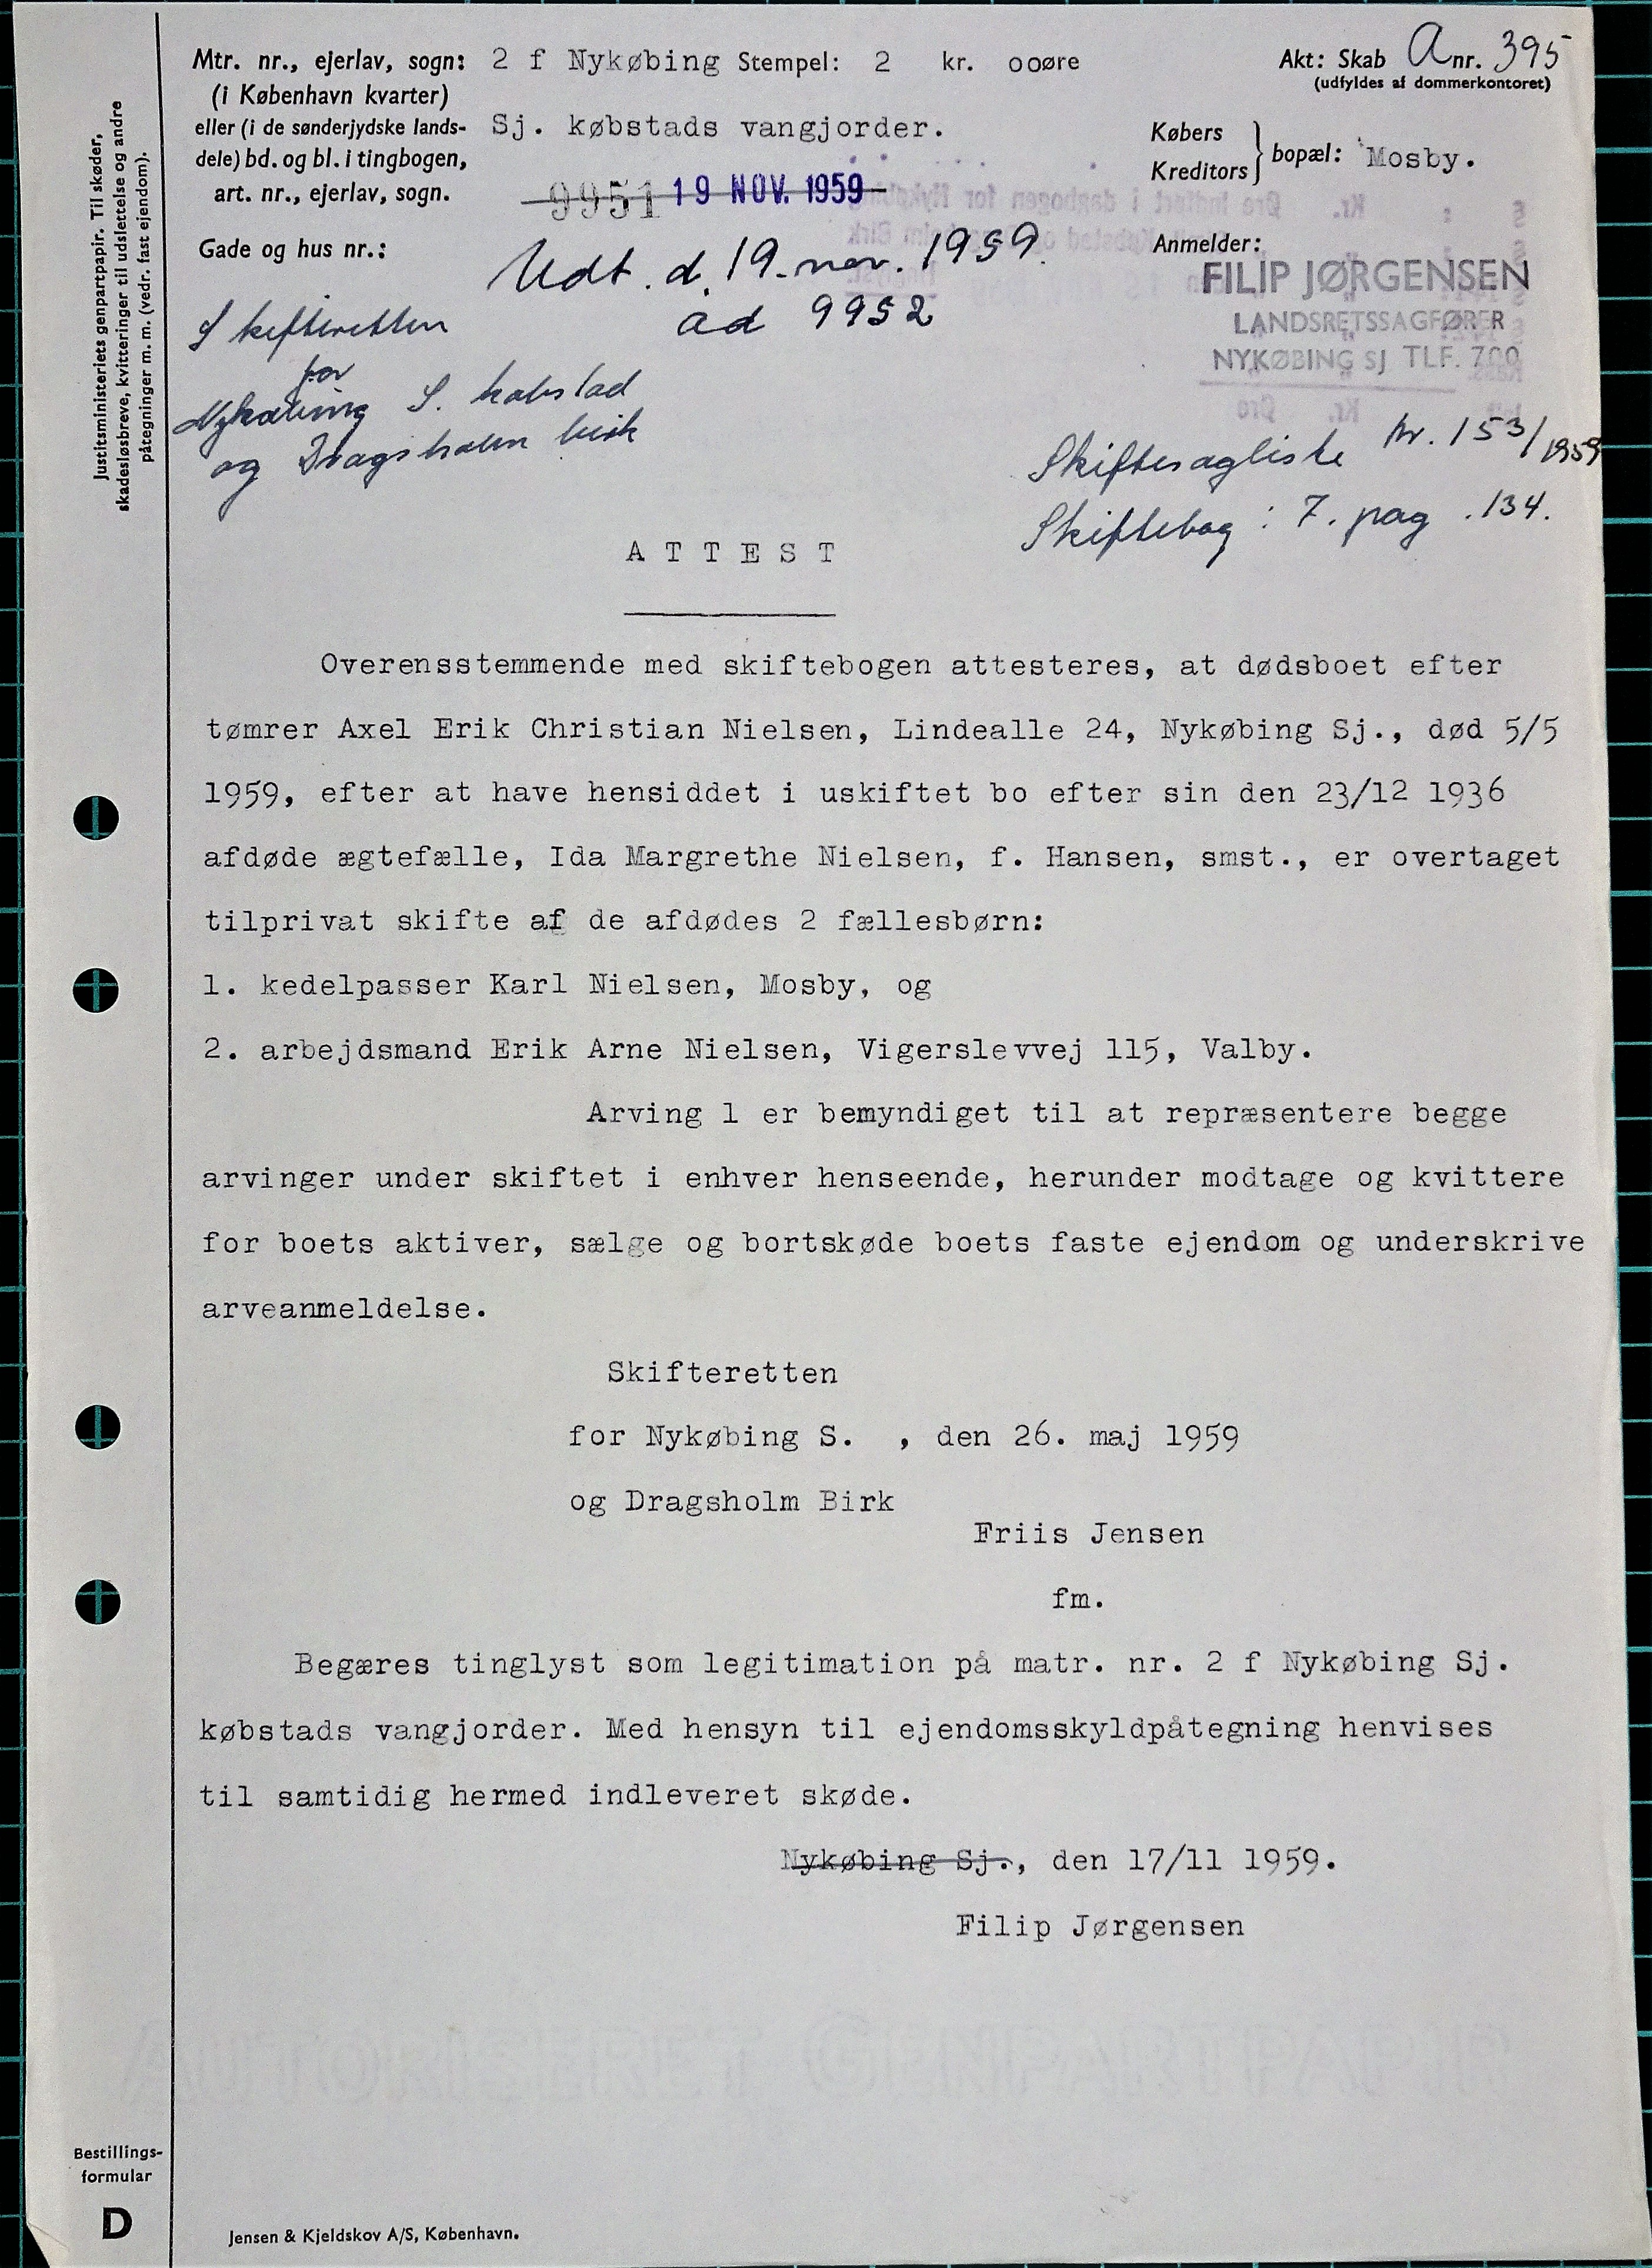 Justitsministeriets genpartpapir. Til skøder,
skadesløsbreve, kvitteringer til udslettelse og andre
påtegninger m. m. (vedr. fast ejendom).
Mtr. nr., ejerlav, sogn: 2 f Nykøbing Stempel: 2 kr. ooøre
Akt: Skab A nr. 395
(i København kvarter)
(udfyldes af dommerkontoret)
eller (i de sønderjydske lands- Sj. købstads vangjorder.
dele) bd. og bl. i tingbogen,
art. nr., ejerlav, sogn.
Købers
Kreditors } bopæl: Mosby.
9951 19 NOV. 1959
Gade og hus nr.:
Udt. d. 19. nov. 1959.
ad 9952
Anmelder:
FILIP JØRGENSEN
LANDSRETSSAGFØRER
NYKØBING SJ TLF. 700
Skifteretten
for
Nykøbing S. købstad
og Dragsholm birk
Skiftesagliste Nr. 153/1959
Skiftebog : 7. pag . 134.
A T T E S T
Overensstemmende med skiftebogen attesteres, at dødsboet efter
tømrer Axel Erik Christian Nielsen, Lindealle 24, Nykøbing Sj., død 5/5
1959, efter at have hensiddet i uskiftet bo efter sin den 23/12 1936
afdøde ægtefælle, Ida Margrethe Nielsen, f. Hansen, smst., er overtaget
tilprivat skifte af de afdødes 2 fællesbørn:
1. kedelpasser Karl Nielsen, Mosby, og
2. arbejdsmand Erik Arne Nielsen, Vigerslevvej 115, Valby.
Arving 1 er bemyndiget til at repræsentere begge
arvinger under skiftet i enhver henseende, herunder modtage og kvittere
for boets aktiver, sælge og bortskøde boets faste ejendom og underskrive
arveanmeldelse.
Skifteretten
for Nykøbing S. , den 26. maj 1959
og Dragsholm Birk
Friis Jensen
fm.
Begæres tinglyst som legitimation på matr. nr. 2 f Nykøbing Sj.
købstads vangjorder. Med hensyn til ejendomsskyldpåtegning henvises
til samtidig hermed indleveret skøde.
Nykøbing Sj., den 17/11 1959.
Filip Jørgensen
Bestillings-
formular
D
Jensen & Kjeldskov A/S, København.